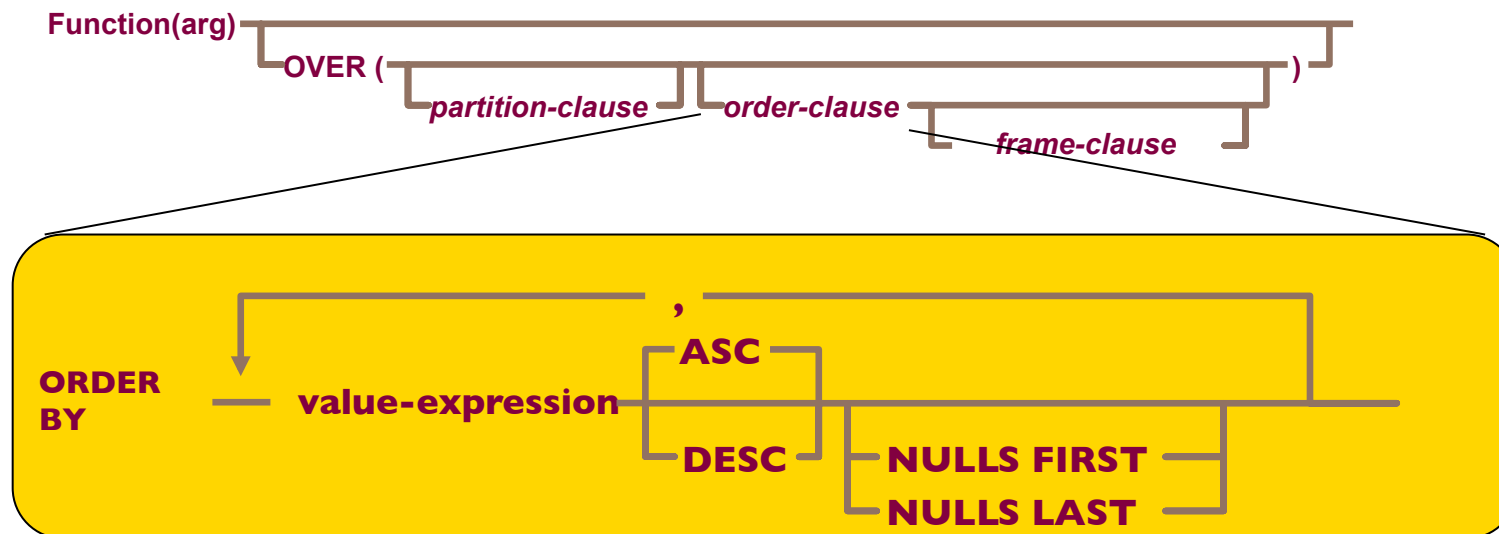 Function(arg)
OVER ( )
partition-clause order-clause
frame-clause
,
ASC
ORDER
BY
value-expression
DESC NULLS FIRST
NULLS LAST